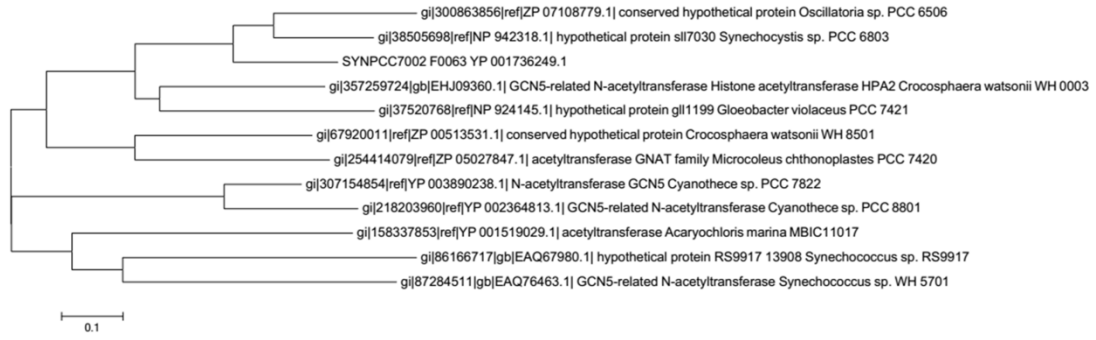 gi|300863856|ref|ZP 07108779.1| conserved hypothetical protein Oscillatoria sp. PCC 6506
gi|38505698|ref|NP 942318.1| hypothetical protein sll7030 Synechocystis sp. PCC 6803
SYNPCC7002 F0063 YP 001736249.1
gi|357259724|gb|EHJ09360.1| GCN5-related N-acetyltransferase Histone acetyltransferase HPA2 Crocosphaera watsonii WH 0003
gi|37520768|ref|NP 924145.1| hypothetical protein gll1199 Gloeobacter violaceus PCC 7421
gi|67920011|ref|ZP 00513531.1| conserved hypothetical protein Crocosphaera watsonii WH 8501
gi|254414079|ref|ZP 05027847.1| acetyltransferase GNAT family Microcoleus chthonoplastes PCC 7420
gi|307154854|ref|YP 003890238.1| N-acetyltransferase GCN5 Cyanothece sp. PCC 7822
gi|218203960|ref|YP 002364813.1| GCN5-related N-acetyltransferase Cyanothece sp. PCC 8801
gi|158337853|ref|YP 001519029.1| acetyltransferase Acaryochloris marina MBIC11017
gi|86166717|gb|EAQ67980.1| hypothetical protein RS9917 13908 Synechococcus sp. RS9917
gi|87284511|gb|EAQ76463.1| GCN5-related N-acetyltransferase Synechococcus sp. WH 5701
0.1